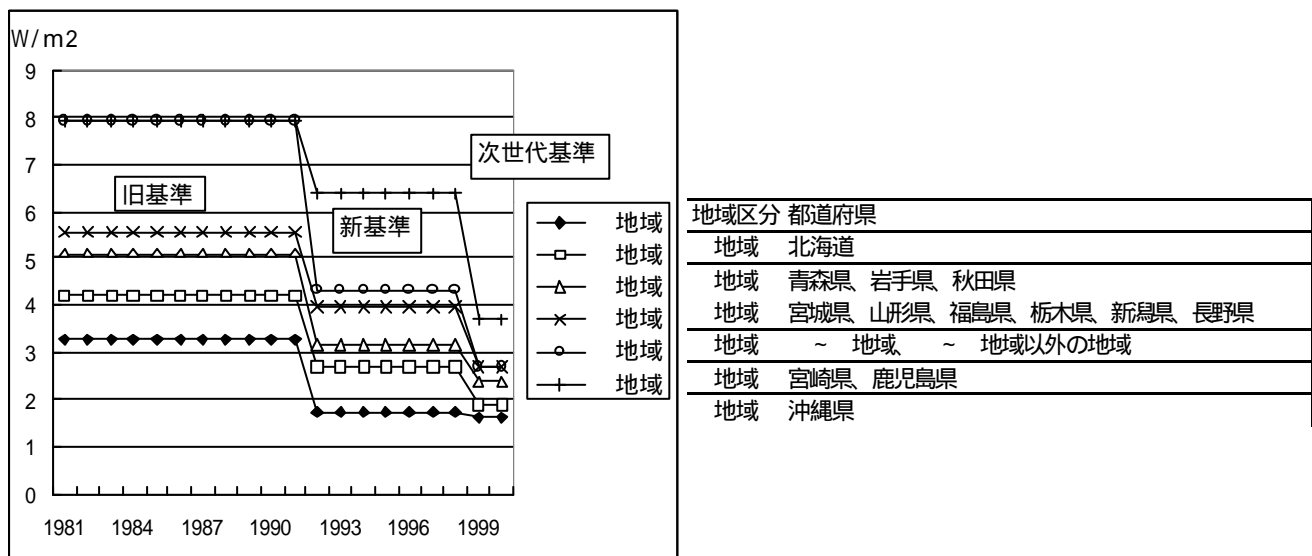 W/m2
9
8
7
6
5
4
3
2
1
0
1981 1984 1987 1990 1993 1996 1999
旧基準
新基準
次世代基準
地域
地域
地域
地域
地域
地域
地域区分 都道府県
地域 北海道
地域 青森県、岩手県、秋田県
地域 宮城県、山形県、福島県、栃木県、新潟県、長野県
地域 ~ 地域、 ~ 地域以外の地域
地域 宮崎県、鹿児島県
地域 沖縄県